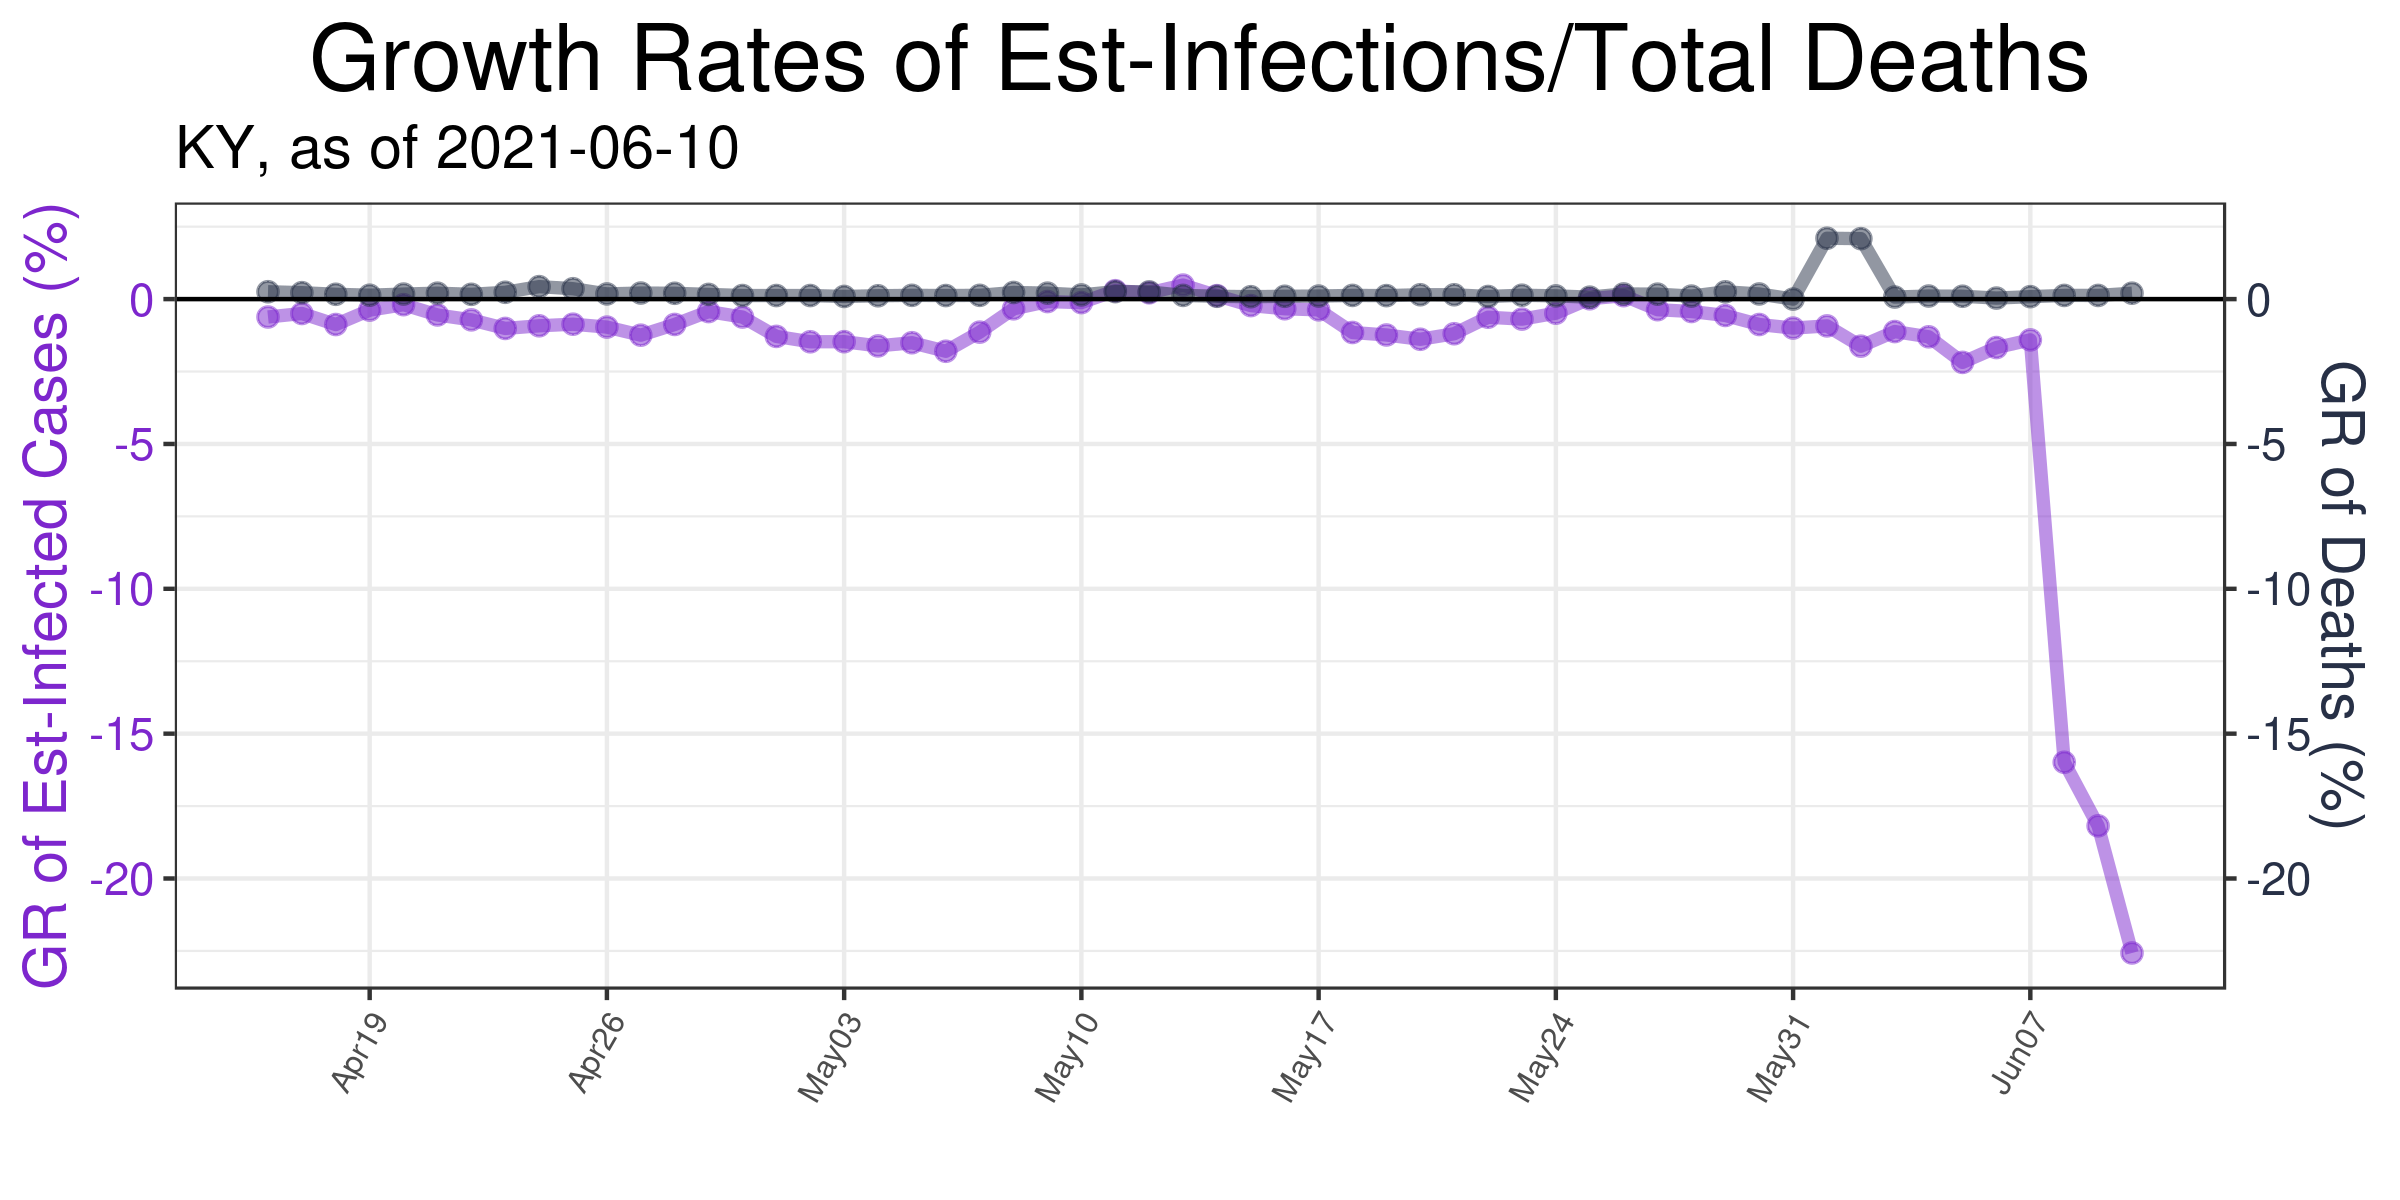 Growth Rates of Est-Infections/Total Deaths
KY, as of 2021-06-10
GR of Est-Infected Cases (%)
0
-5
-10
-15
-20
0
-5
-10
-15
-20
GR of Deaths (%)
Apr19
Apr26
May03
May10
May17
May24
May31
Jun07